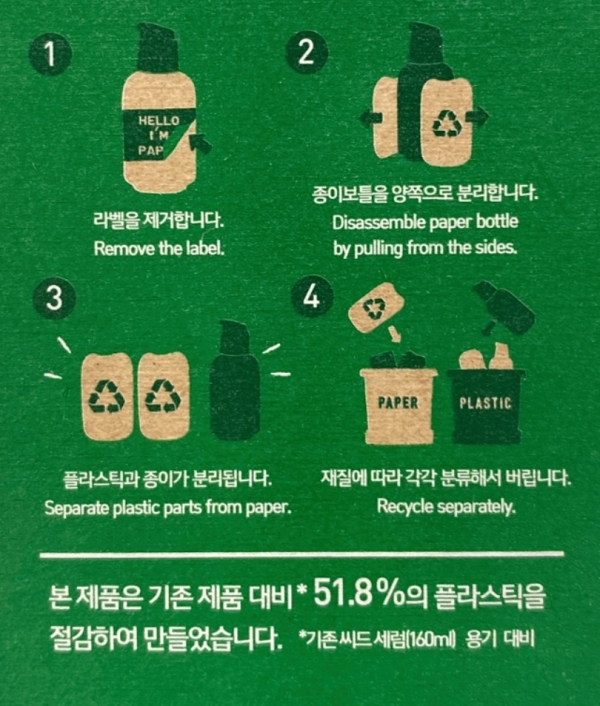 1
HELLO
I'M
PAP
라벨을 제거합니다.
Remove the label.
2
종이보틀을 양쪽으로 분리합니다.
Disassemble paper bottle
by pulling from the sides.
3
플라스틱과 종이가 분리됩니다.
Separate plastic parts from paper.
4
PAPER
PLASTIC
재질에 따라 각각 분류해서 버립니다.
Recycle separately.
본 제품은 기존 제품 대비* 51.8%의 플라스틱을
절감하여 만들었습니다. *기존 씨드 세럼(160ml) 용기 대비